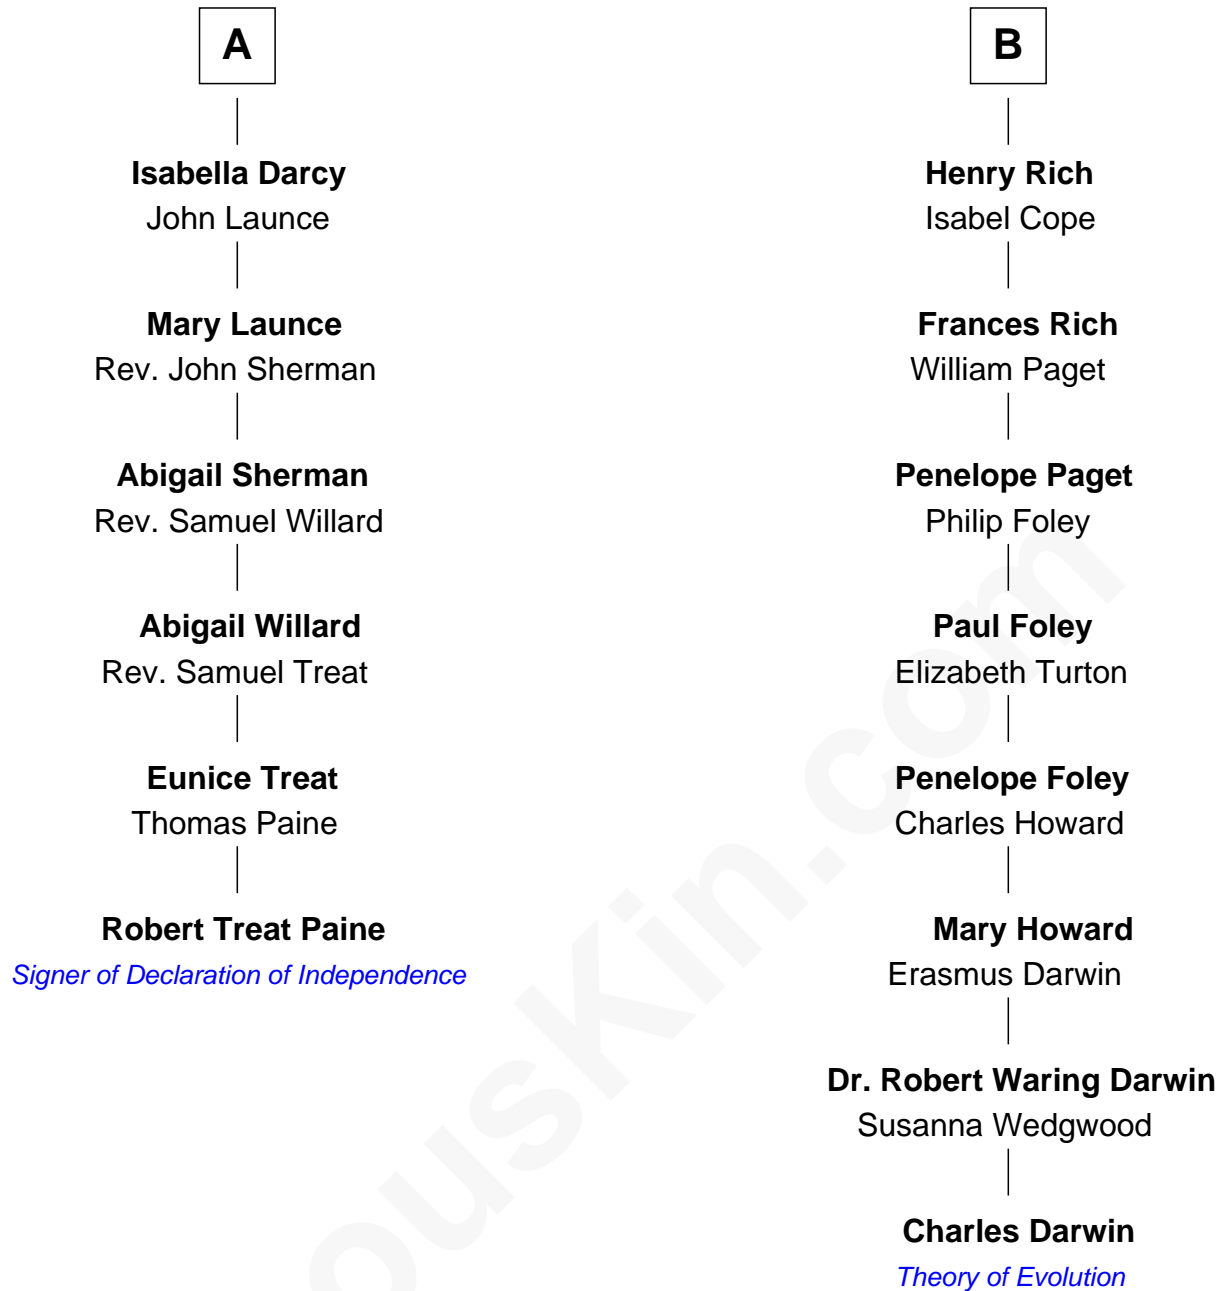 A
Isabella Darcy
John Launce
Mary Launce
Rev. John Sherman
Abigail Sherman
Rev. Samuel Willard
Abigail Willard
Rev. Samuel Treat
Eunice Treat
Thomas Paine
Robert Treat Paine
Signer of Declaration of Independence
B
Henry Rich
Isabel Cope
Frances Rich
William Paget
Penelope Paget
Philip Foley
Paul Foley
Elizabeth Turton
Penelope Foley
Charles Howard
Mary Howard
Erasmus Darwin
Dr. Robert Waring Darwin
Susanna Wedgwood
Charles Darwin
Theory of Evolution
ousKin.com